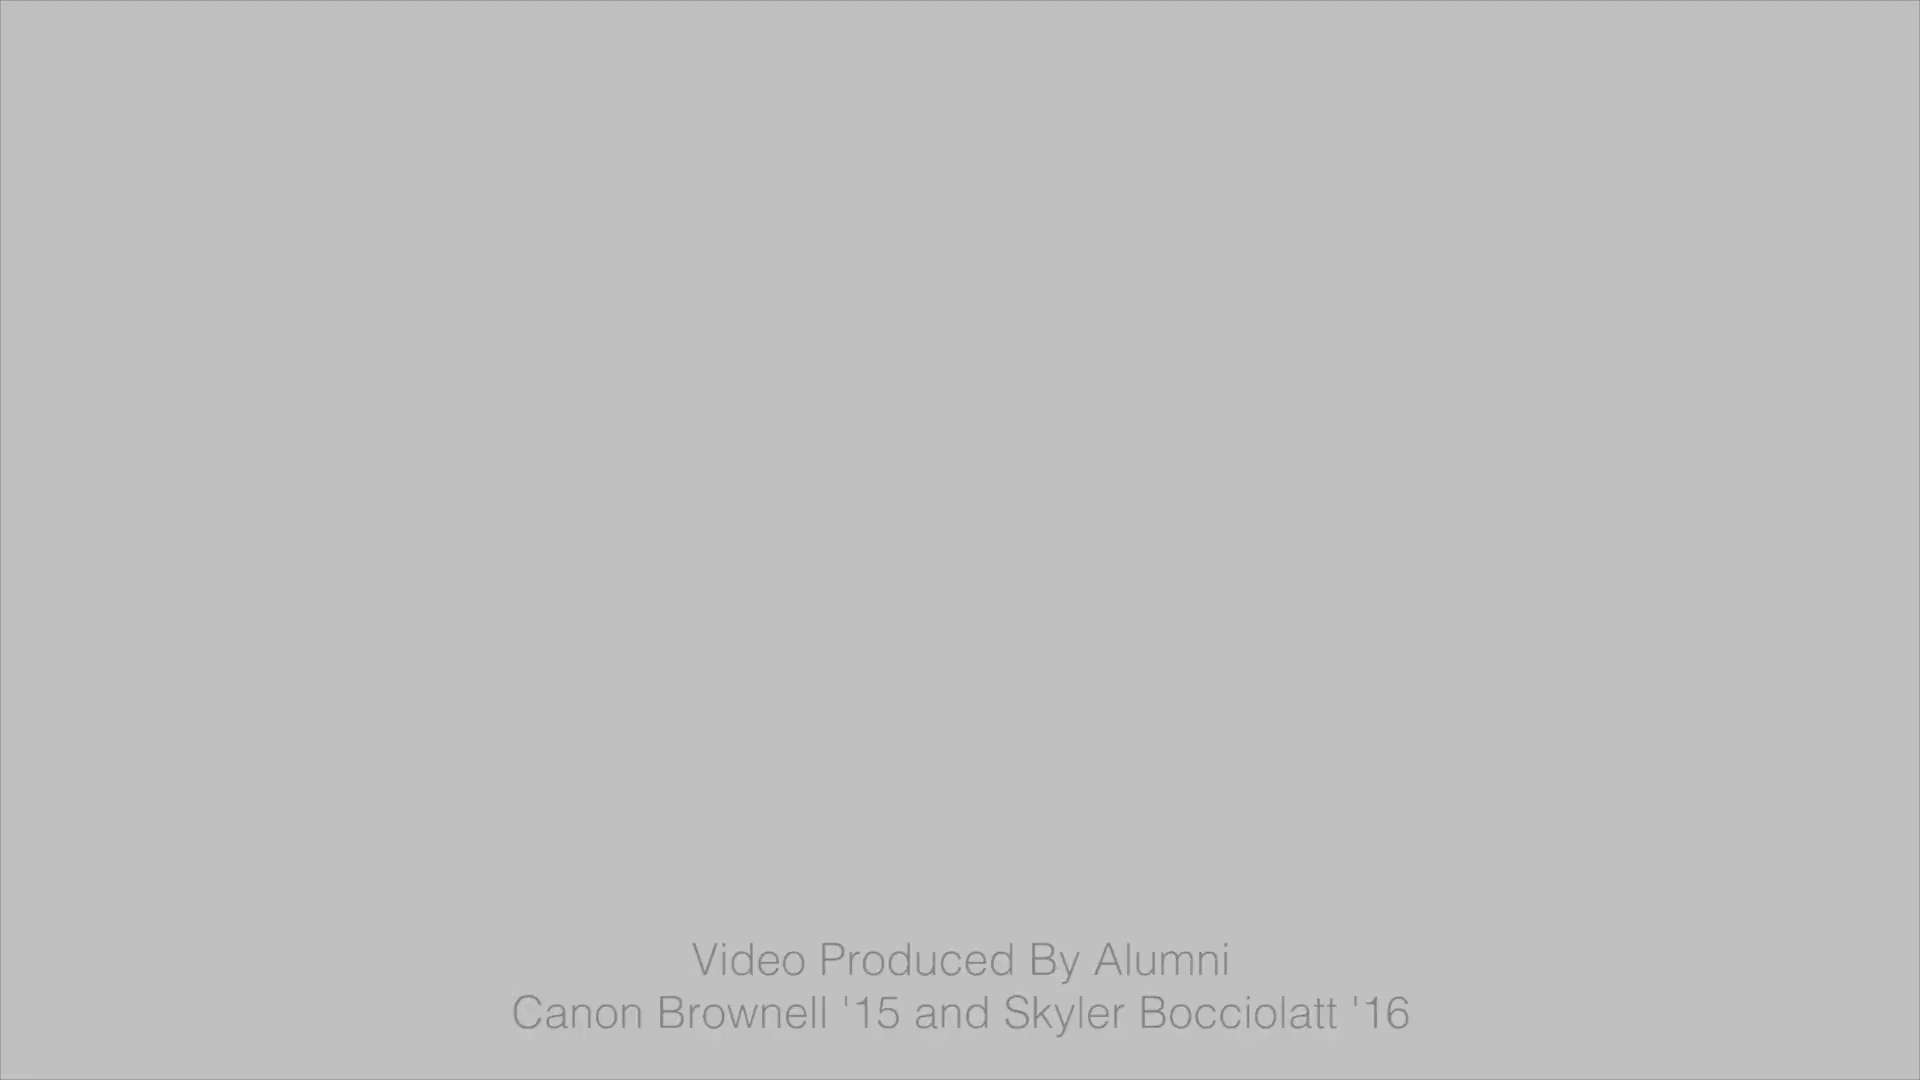 Video Produced By Alumni
Canon Brownell '15 and Skyler Bocciolatt '16